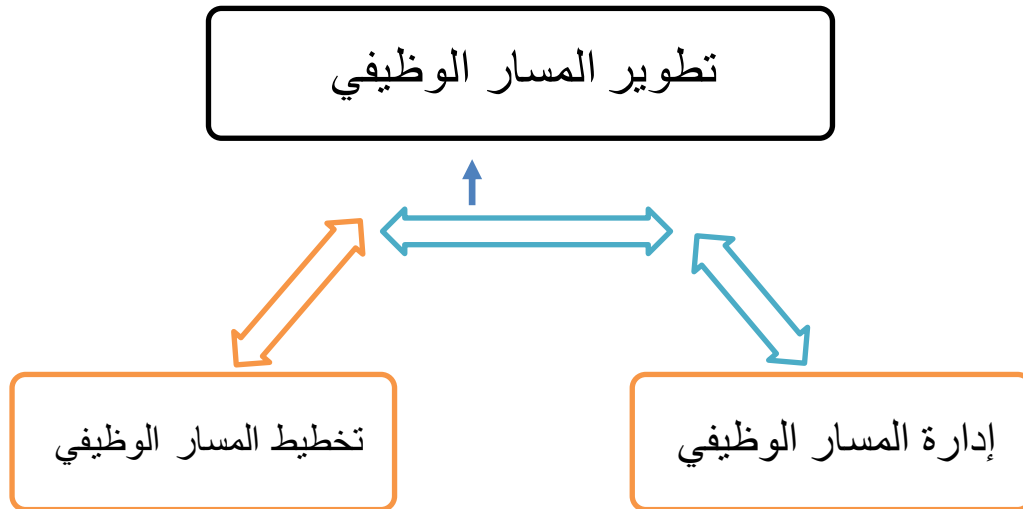 تطوير المسار الوظيفي
إدارة المسار الوظيفي
تخطيط المسار الوظيفي